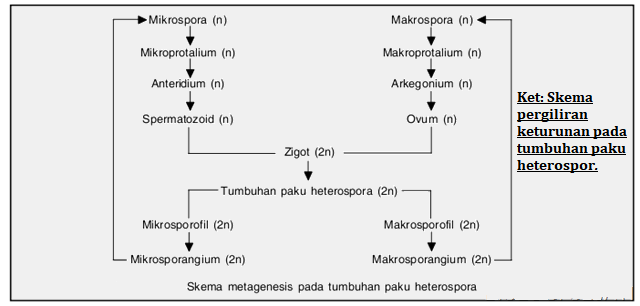 Mikrospora (n)
Makrospora (n)
Mikroprotalium (n)
Makroprotalium (n)
Anteridium (n)
Arkegonium (n)
Spermatozoid (n)
Ovum (n)
Zigot (2n)
Tumbuhan paku heterospora (2n)
Mikrosporofil (2n)
Makrosporofil (2n)
Mikrosporangium (2n)
Makrosporangium (2n)
Skema metagenesis pada tumbuhan paku heterospora
Ket: Skema
pergiliran
keturunan pada
tumbuhan paku
heterospor.